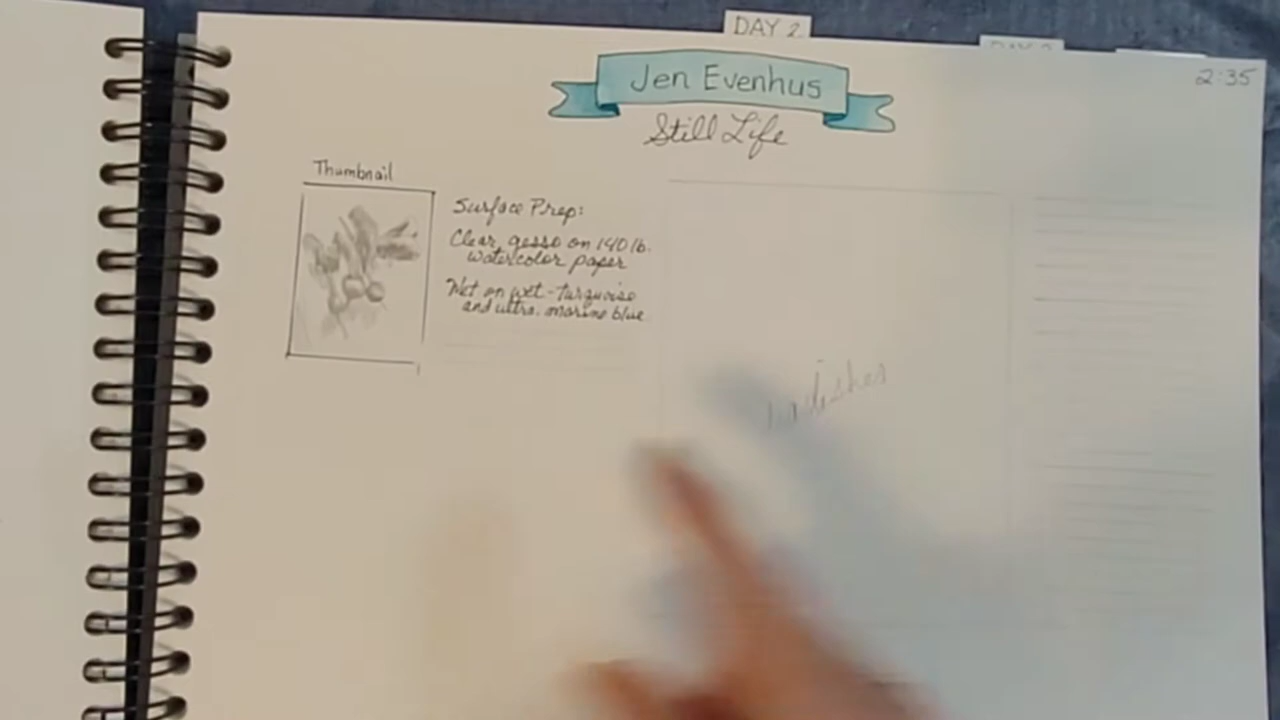 DAY 2
2:35
Jen Evenhus
Still Life
Thumbnail
Surface Prep:
Clear gesso on 140 lb.
watercolor paper
Wet on wet - turquoise
and ultra. marine blue
radishes